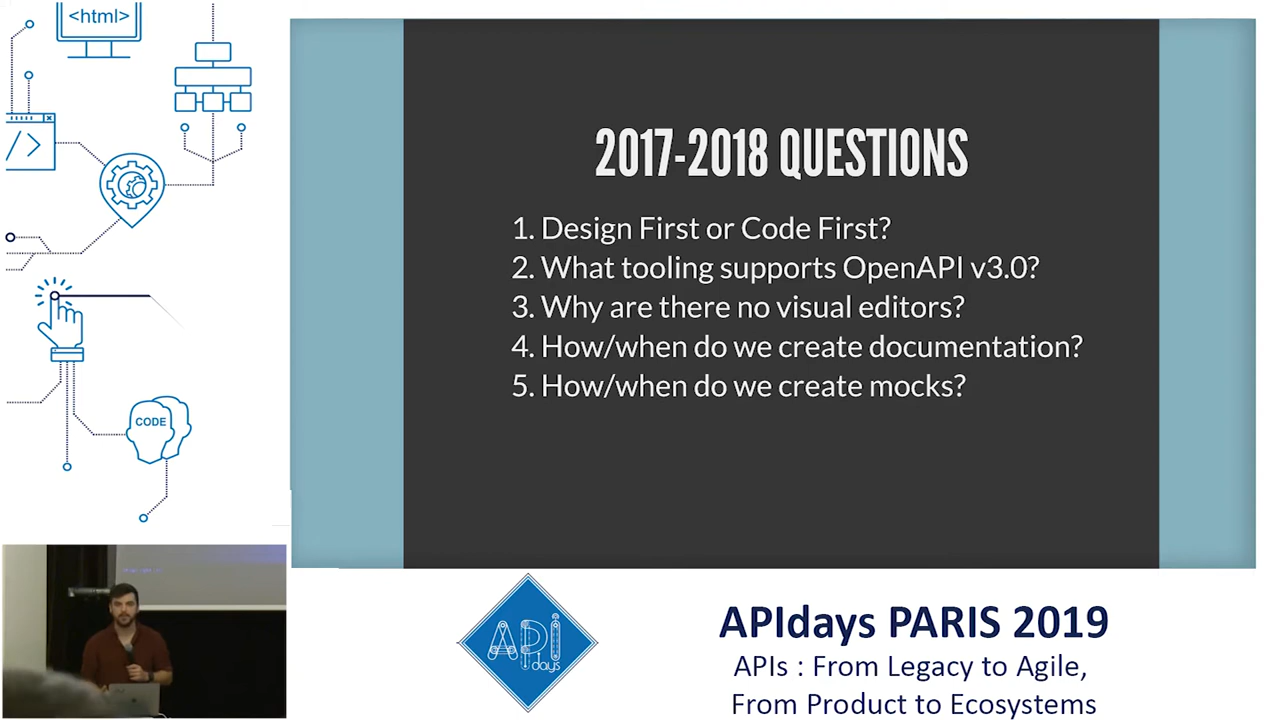 <html>
</>
CODE
2017-2018 QUESTIONS
1. Design First or Code First?
2. What tooling supports OpenAPI v3.0?
3. Why are there no visual editors?
4. How/when do we create documentation?
5. How/when do we create mocks?
API
days
APIdays PARIS 2019
APIs : From Legacy to Agile,
From Product to Ecosystems